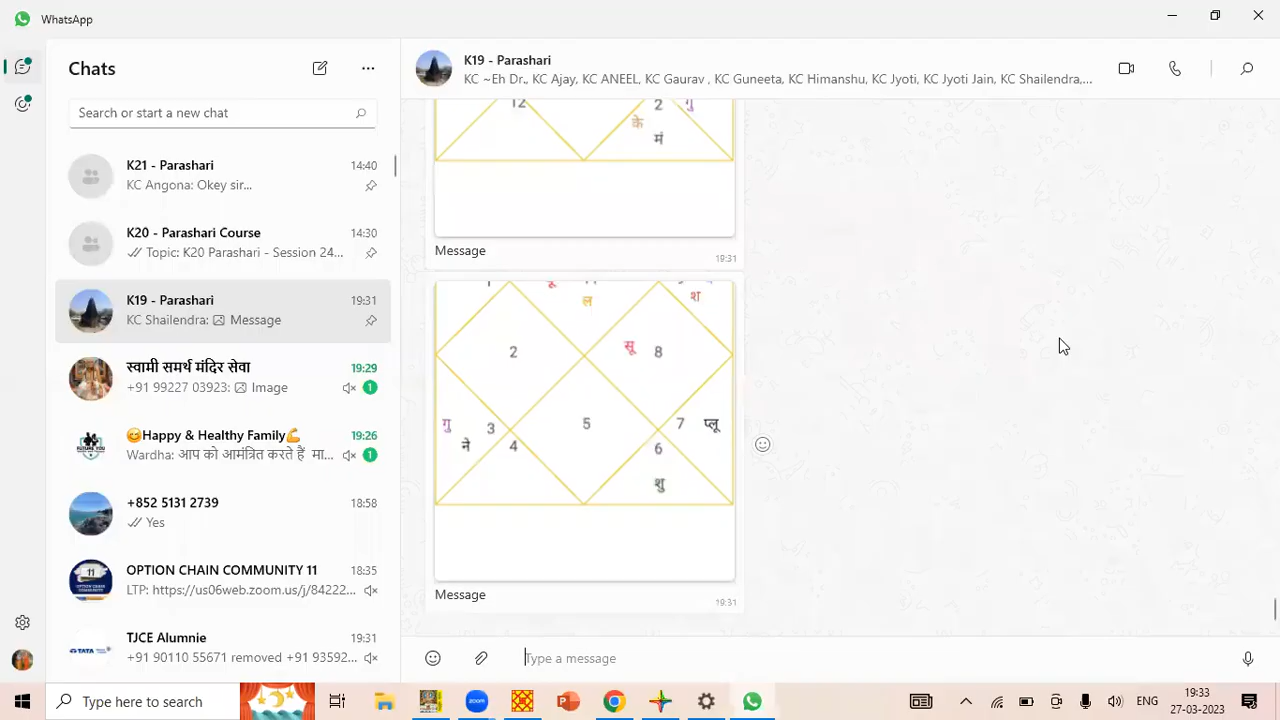 WhatsApp
Chats
Search or start a new chat
K21 - Parashari 14:40
KC Angona: Okey sir...
K20 - Parashari Course 14:30
Topic: K20 Parashari - Session 24...
K19 - Parashari 19:31
KC Shailendra: Message
स्वामी समर्थ मंदिर सेवा 19:29
+91 99227 03923: Image 1
😊Happy & Healthy Family💪 19:26
Wardha: आप को आमंत्रित करते हैं मा... 1
+852 5131 2739 18:58
Yes
OPTION CHAIN COMMUNITY 11 18:35
LTP: https://us06web.zoom.us/j/84222...
TJCE Alumnie 19:31
+91 90110 55671 removed +91 93592...
K19 - Parashari
KC ~Eh Dr., KC Ajay, KC ANEEL, KC Gaurav , KC Guneeta, KC Himanshu, KC Jyoti, KC Jyoti Jain, KC Shailendra,...
12 2 गु
के
मं
Message
19:31
ल श
2 सू 8
गु 3 5 7 प्लू
ने 4 6
शु
Message
19:31
Type a message
Type here to search
ENG
19:33
27-03-2023